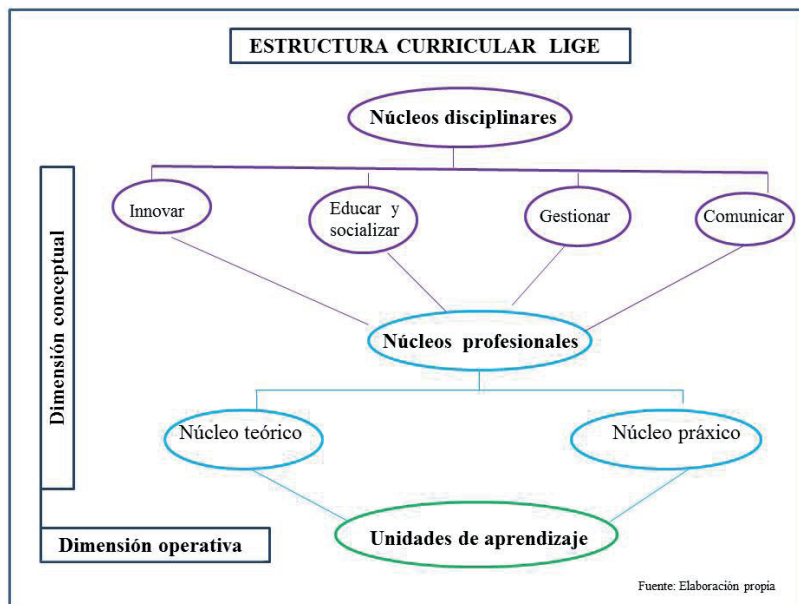 ESTRUCTURA CURRICULAR LIGE
Núcleos disciplinares
Innovar
Educar y
socializar
Gestionar
Comunicar
Dimensión conceptual
Núcleos profesionales
Núcleo teórico
Núcleo práxico
Unidades de aprendizaje
Dimensión operativa
Fuente: Elaboración propia